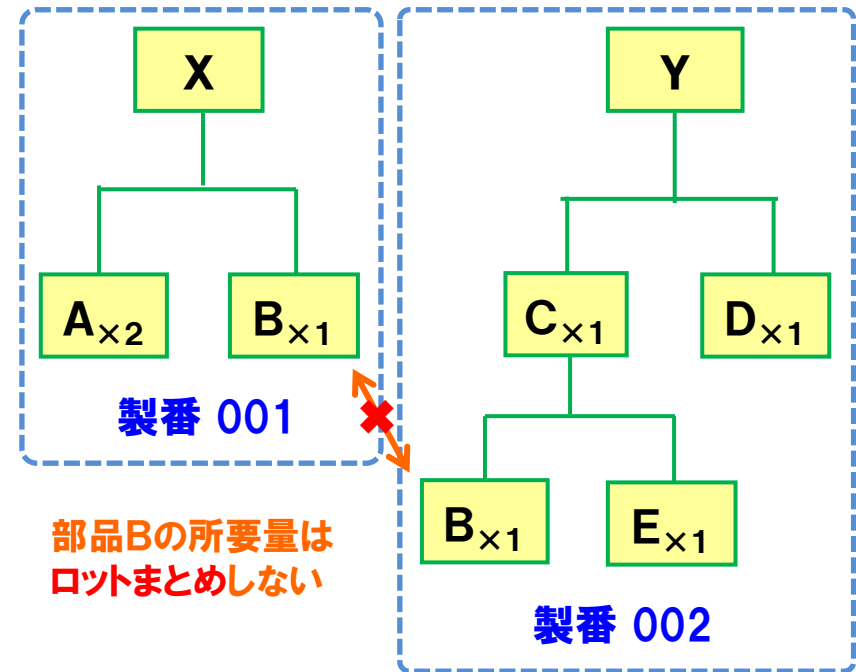 X
A×2
B×1
製番 001
部品Bの所要量は
ロットまとめしない
Y
C×1
D×1
B×1
E×1
製番 002